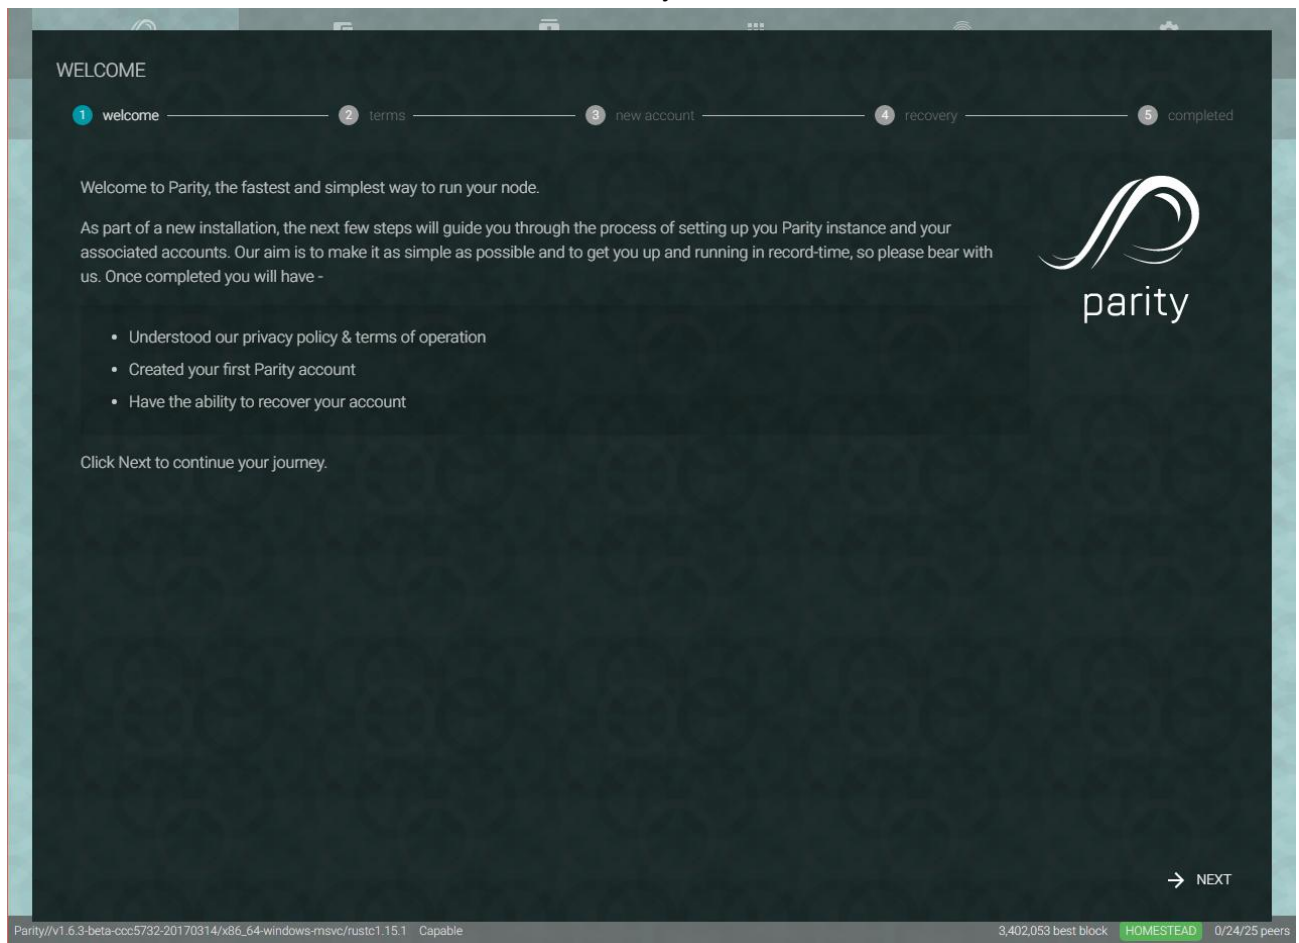 WELCOME
1 welcome 2 terms 3 new account 4 recovery 5 completed
Welcome to Parity, the fastest and simplest way to run your node.
As part of a new installation, the next few steps will guide you through the process of setting up you Parity instance and your
associated accounts. Our aim is to make it as simple as possible and to get you up and running in record-time, so please bear with
us. Once completed you will have -
parity
• Understood our privacy policy & terms of operation
• Created your first Parity account
• Have the ability to recover your account
Click Next to continue your journey.
→ NEXT
Parity//v1.6.3-beta-ccc5732-20170314/x86_64-windows-msvc/rustc1.15.1 Capable 3,402,053 best block HOMESTEAD 0/24/25 peers